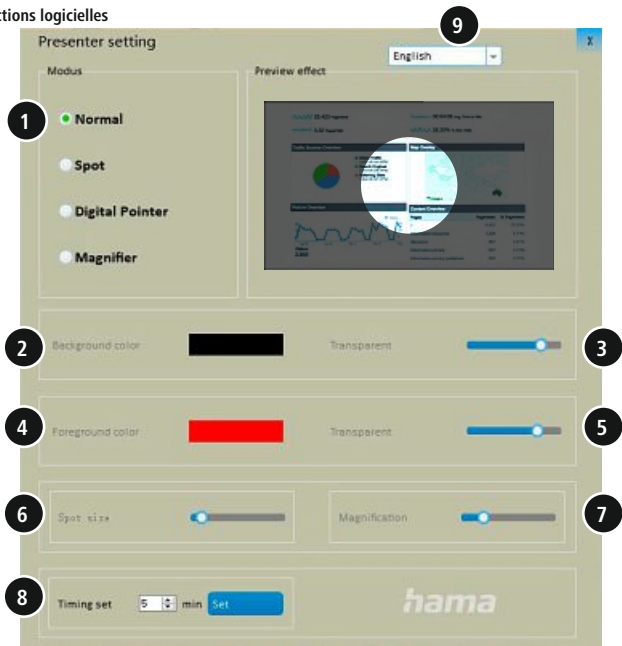 ctions logicielles
9
Presenter setting
English
X
Modus
Preview effect
1
Normal
Spot
Digital Pointer
Magnifier
2
Background color
Transparent
3
4
Foreground color
Transparent
5
6
Spot size
Magnification
7
8
Timing set
5
min
Set
hama